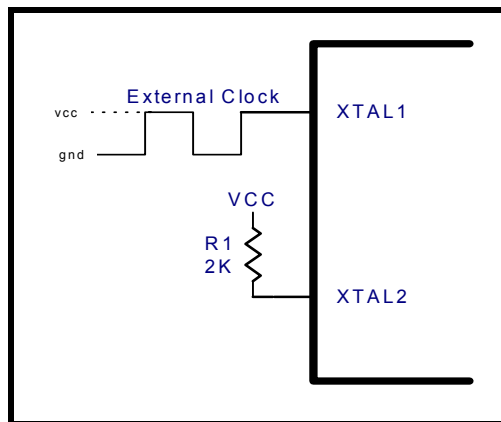 External Clock
vcc
gnd
XTAL1
VCC
R1
2K
XTAL2